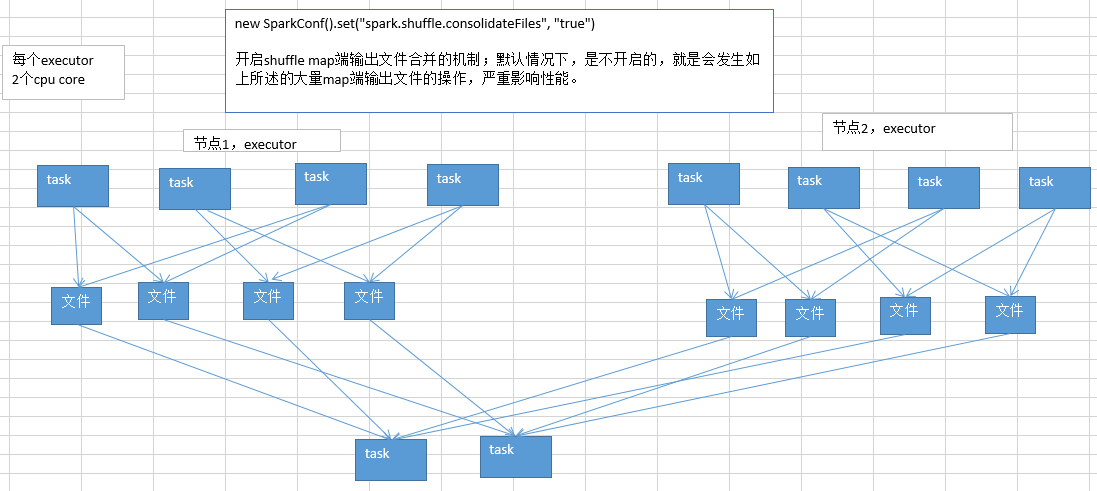 new SparkConf().set("spark.shuffle.consolidateFiles", "true")
开启shuffle map端输出文件合并的机制；默认情况下，是不开启的，就是会发生如
上所述的大量map端输出文件的操作，严重影响性能。
每个executor
2个cpu core
节点1，executor
节点2，executor
task
task
task
task
task
task
task
task
文件
文件
文件
文件
文件
文件
文件
文件
task
task